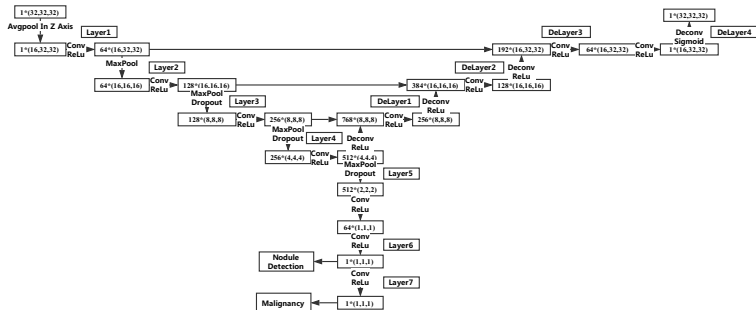 1*(32,32,32)
1*(32,32,32)
Avgpool In Z Axis
Layer1
DeLayer3
Deconv
Sigmoid
DeLayer4
1*(16,32,32)
Conv
ReLu
64*(16,32,32)
192*(16,32,32)
Conv
ReLu
64*(16,32,32)
Conv
ReLu
1*(16,32,32)
MaxPool
Layer2
DeLayer2
Deconv
ReLu
64*(16,16,16)
Conv
ReLu
128*(16,16,16)
384*(16,16,16)
Conv
ReLu
128*(16,16,16)
MaxPool
Dropout
Layer3
DeLayer1
Deconv
ReLu
128*(8,8,8)
Conv
ReLu
256*(8,8,8)
768*(8,8,8)
Conv
ReLu
256*(8,8,8)
MaxPool
Dropout
Layer4
Deconv
ReLu
256*(4,4,4)
Conv
ReLu
512*(4,4,4)
MaxPool
Dropout
Layer5
512*(2,2,2)
Conv
ReLu
64*(1,1,1)
Conv
ReLu
Layer6
Nodule
Detection
1*(1,1,1)
Conv
ReLu
Layer7
Malignancy
1*(1,1,1)